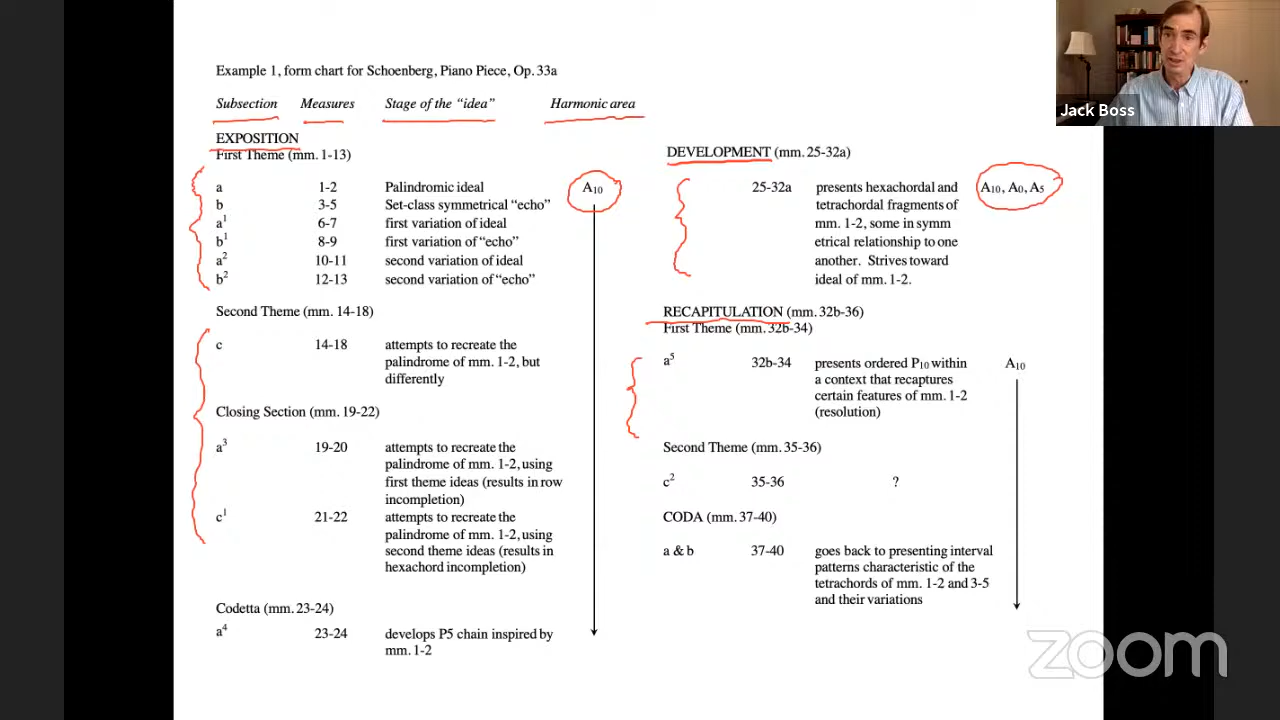 Example 1, form chart for Schoenberg, Piano Piece, Op. 33a
Subsection Measures Stage of the “idea” Harmonic area
EXPOSITION
First Theme (mm. 1-13)
a 1-2 Palindromic ideal A10
b 3-5 Set-class symmetrical “echo”
a1 6-7 first variation of ideal
b1 8-9 first variation of “echo”
a2 10-11 second variation of ideal
b2 12-13 second variation of “echo”
Second Theme (mm. 14-18)
c 14-18 attempts to recreate the
palindrome of mm. 1-2, but
differently
Closing Section (mm. 19-22)
a3 19-20 attempts to recreate the
palindrome of mm. 1-2, using
first theme ideas (results in row
incompletion)
c1 21-22 attempts to recreate the
palindrome of mm. 1-2, using
second theme ideas (results in
hexachord incompletion)
Codetta (mm. 23-24)
a4 23-24 develops P5 chain inspired by
mm. 1-2
DEVELOPMENT (mm. 25-32a)
25-32a presents hexachordal and A10, A0, A5
tetrachordal fragments of
mm. 1-2, some in symm
etrical relationship to one
another. Strives toward
ideal of mm. 1-2.
RECAPITULATION (mm. 32b-36)
First Theme (mm. 32b-34)
a5 32b-34 presents ordered P10 within A10
a context that recaptures
certain features of mm. 1-2
(resolution)
Second Theme (mm. 35-36)
c2 35-36 ?
CODA (mm. 37-40)
a & b 37-40 goes back to presenting interval
patterns characteristic of the
tetrachords of mm. 1-2 and 3-5
and their variations
Jack Boss
zoom